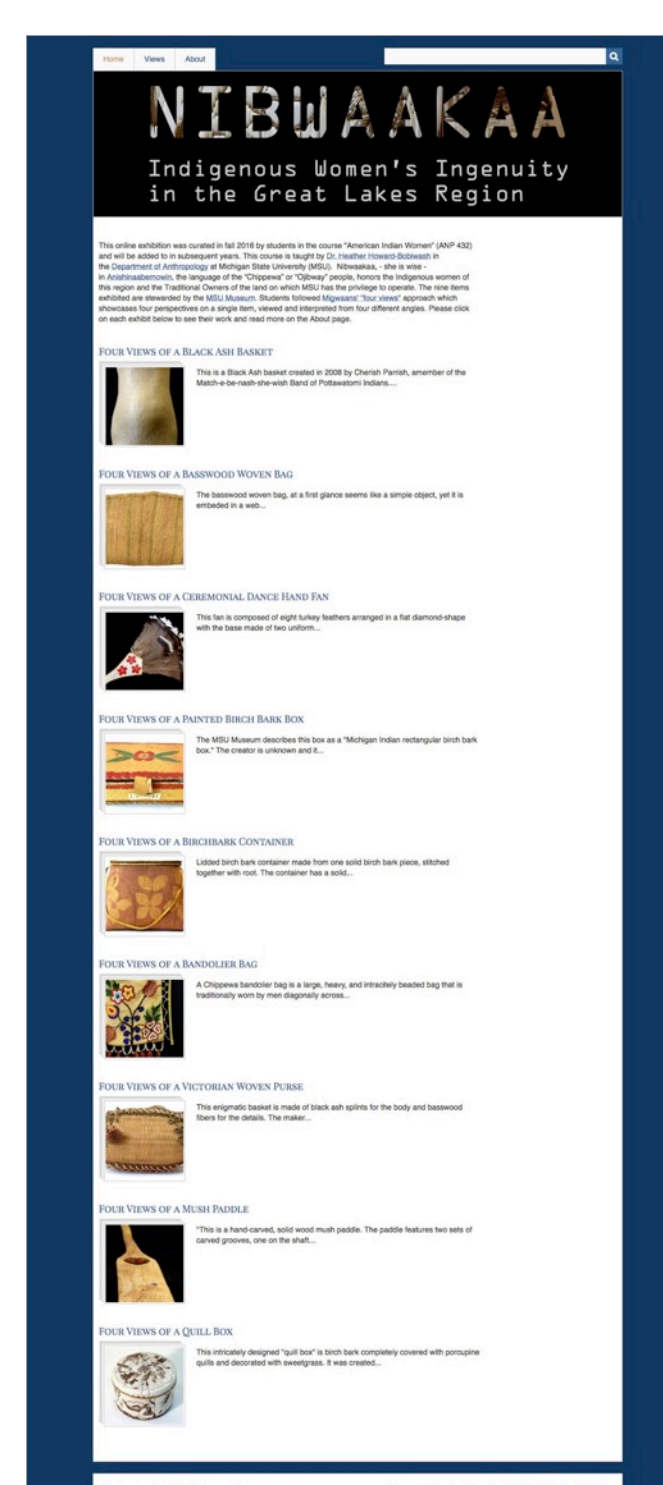 Home Views About
NIBWAAKAA
Indigenous Women's Ingenuity
in the Great Lakes Region
This online exhibition was curated in fall 2016 by students in the course "American Indian Women" (ANP 432)
and will be added to in subsequent years. This course is taught by Dr. Heather Howard-Bobiwash in
the Department of Anthropology at Michigan State University (MSU). Nibwaakaa, - she is wise -
in Anishinaabemowin, the language of the "Chippewa" or "Ojibway" people, honors the Indigenous women of
this region and the Traditional Owners of the land on which MSU has the privilege to operate. The nine items
exhibited are stewarded by the MSU Museum. Students followed Migwaans' "four views" approach which
showcases four perspectives on a single item, viewed and interpreted from four different angles. Please click
on each exhibit below to see their work and read more on the About page.
Four Views of a Black Ash Basket
This is a Black Ash basket created in 2008 by Cherish Parrish, amember of the
Match-e-be-nash-she-wish Band of Pottawatomi Indians....
Four Views of a Basswood Woven Bag
The basswood woven bag, at a first glance seems like a simple object, yet it is
embeded in a web...
Four Views of a Ceremonial Dance Hand Fan
This fan is composed of eight turkey feathers arranged in a flat diamond-shape
with the base made of two uniform...
Four Views of a Painted Birch Bark Box
The MSU Museum describes this box as a "Michigan Indian rectangular birch bark
box." The creator is unknown and it...
Four Views of a Birchbark Container
Lidded birch bark container made from one solid birch bark piece, stitched
together with root. The container has a solid...
Four Views of a Bandolier Bag
A Chippewa bandolier bag is a large, heavy, and intracitely beaded bag that is
traditionally worn by men diagonally across...
Four Views of a Victorian Woven Purse
This enigmatic basket is made of black ash splints for the body and basswood
fibers for the details. The maker...
Four Views of a Mush Paddle
"This is a hand-carved, solid wood mush paddle. The paddle features two sets of
carved grooves, one on the shaft...
Four Views of a Quill Box
This intricately designed "quill box" is birch bark completely covered with porcupine
quills and decorated with sweetgrass. It was created...